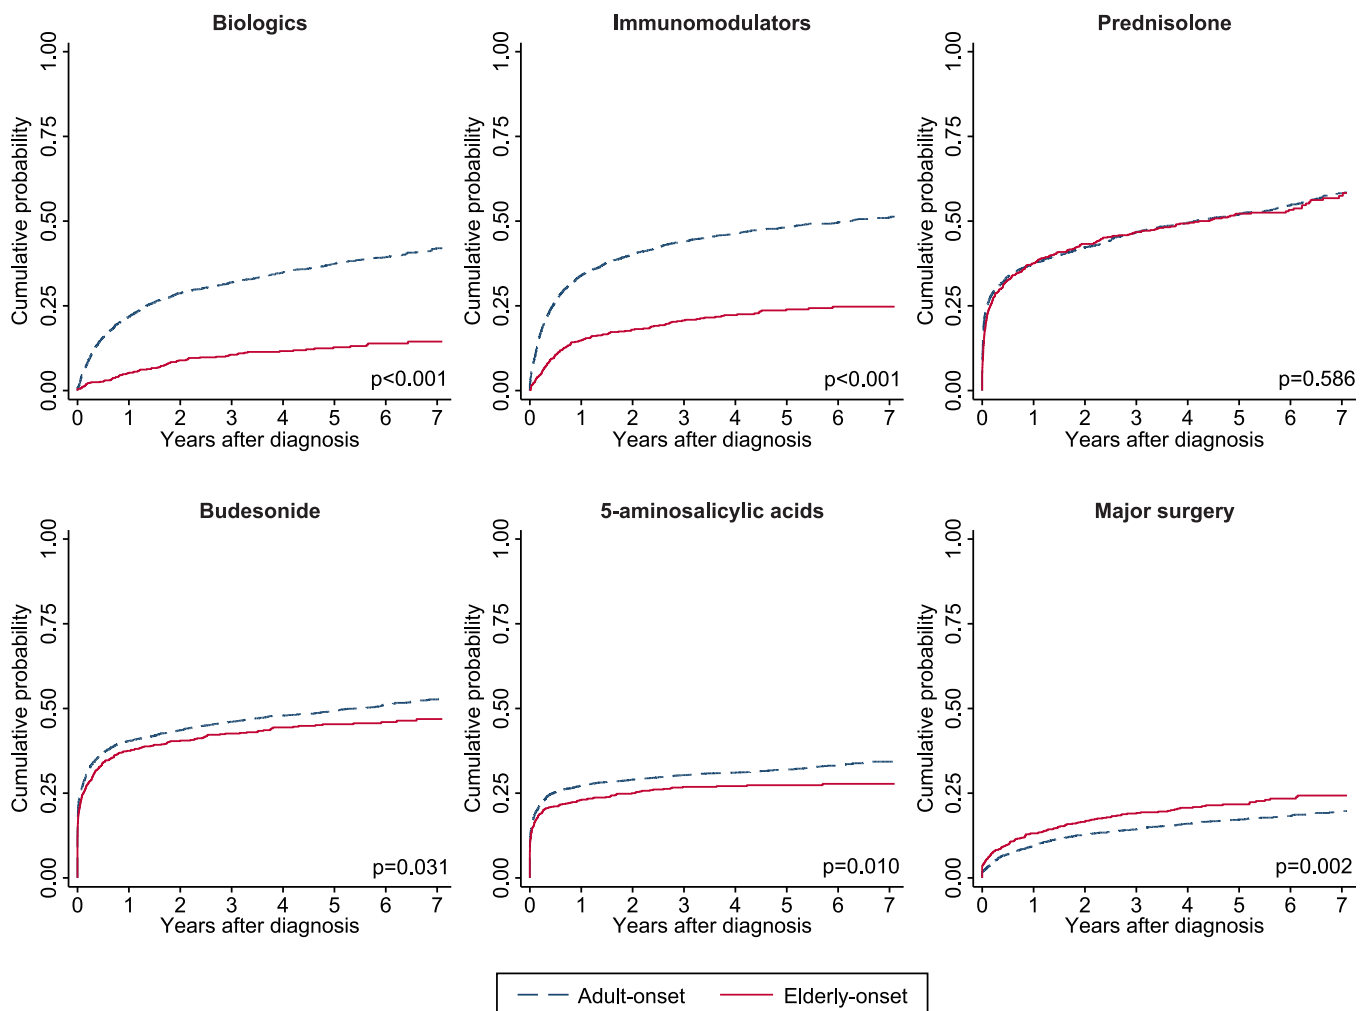 Biologics
Cumulative probability
0.00 0.25 0.50 0.75 1.00
p<0.001
0 1 2 3 4 5 6 7
Years after diagnosis
Immunomodulators
Cumulative probability
0.00 0.25 0.50 0.75 1.00
p<0.001
0 1 2 3 4 5 6 7
Years after diagnosis
Prednisolone
Cumulative probability
0.00 0.25 0.50 0.75 1.00
p=0.586
0 1 2 3 4 5 6 7
Years after diagnosis
Budesonide
Cumulative probability
0.00 0.25 0.50 0.75 1.00
p=0.031
0 1 2 3 4 5 6 7
Years after diagnosis
5-aminosalicylic acids
Cumulative probability
0.00 0.25 0.50 0.75 1.00
p=0.010
0 1 2 3 4 5 6 7
Years after diagnosis
Major surgery
Cumulative probability
0.00 0.25 0.50 0.75 1.00
p=0.002
0 1 2 3 4 5 6 7
Years after diagnosis
Adult-onset Elderly-onset